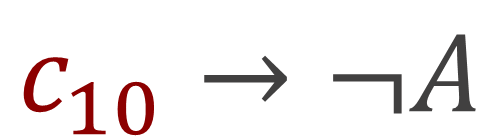 c₁₀ → ¬A